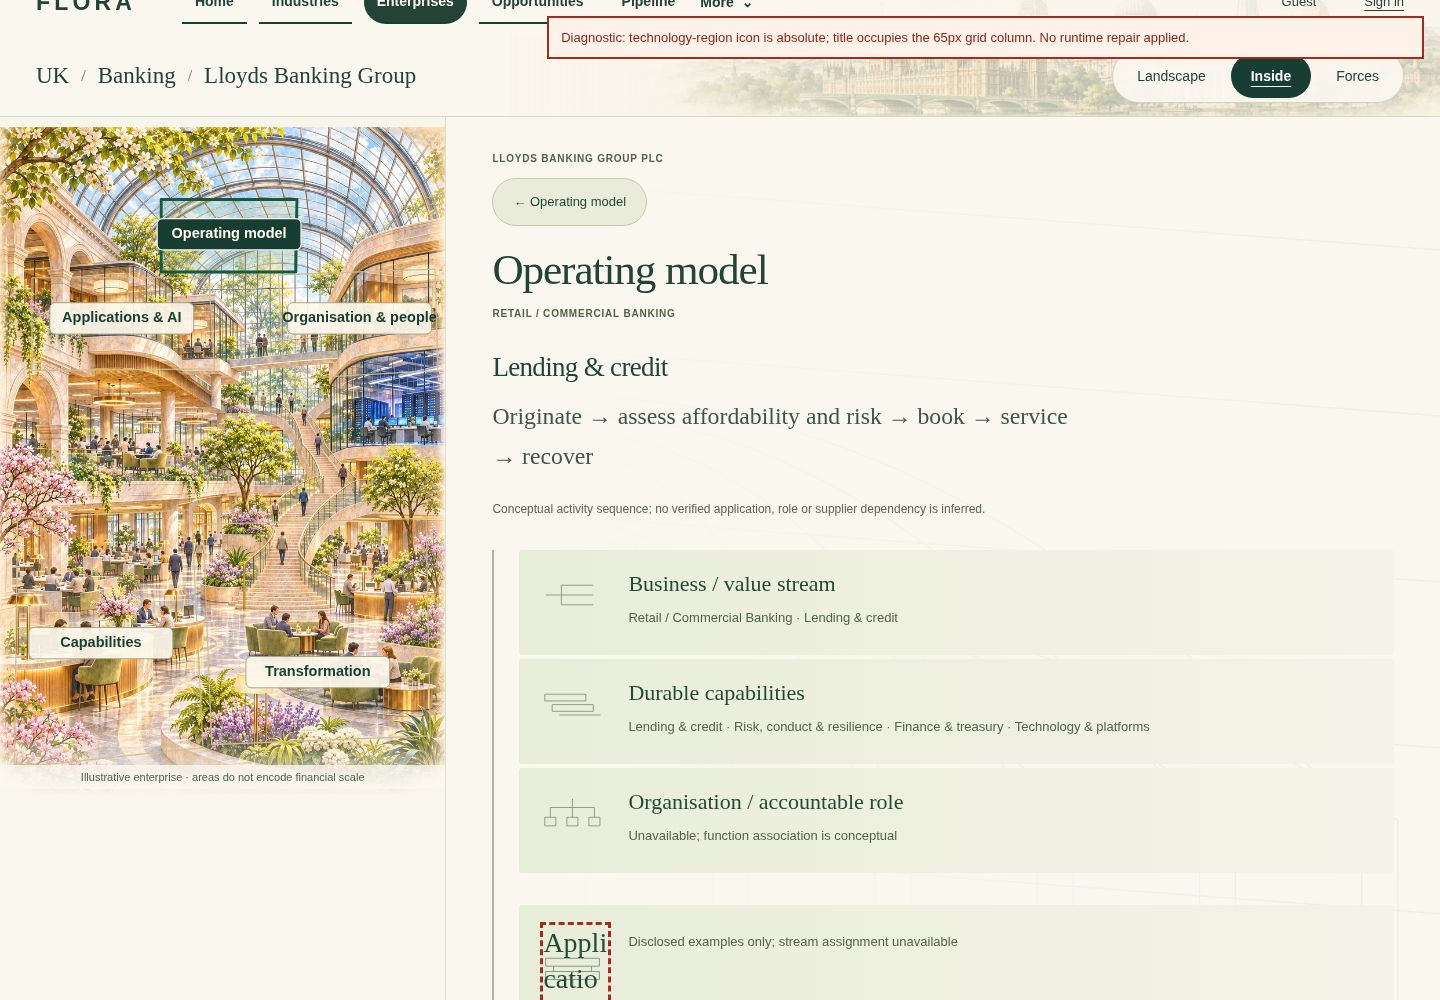 FLORA
Home
Industries
Enterprises
Opportunities
Pipeline
More ⌄
Guest
Sign in
Diagnostic: technology-region icon is absolute; title occupies the 65px grid column. No runtime repair applied.
UK / Banking / Lloyds Banking Group
Landscape
Inside
Forces
Operating model
Applications & AI
Organisation & people
Capabilities
Transformation
Illustrative enterprise · areas do not encode financial scale
LLOYDS BANKING GROUP PLC
← Operating model
Operating model
RETAIL / COMMERCIAL BANKING
Lending & credit
Originate → assess affordability and risk → book → service
→ recover
Conceptual activity sequence; no verified application, role or supplier dependency is inferred.
Business / value stream
Retail / Commercial Banking · Lending & credit
Durable capabilities
Lending & credit · Risk, conduct & resilience · Finance & treasury · Technology & platforms
Organisation / accountable role
Unavailable; function association is conceptual
Appli
catio
Disclosed examples only; stream assignment unavailable